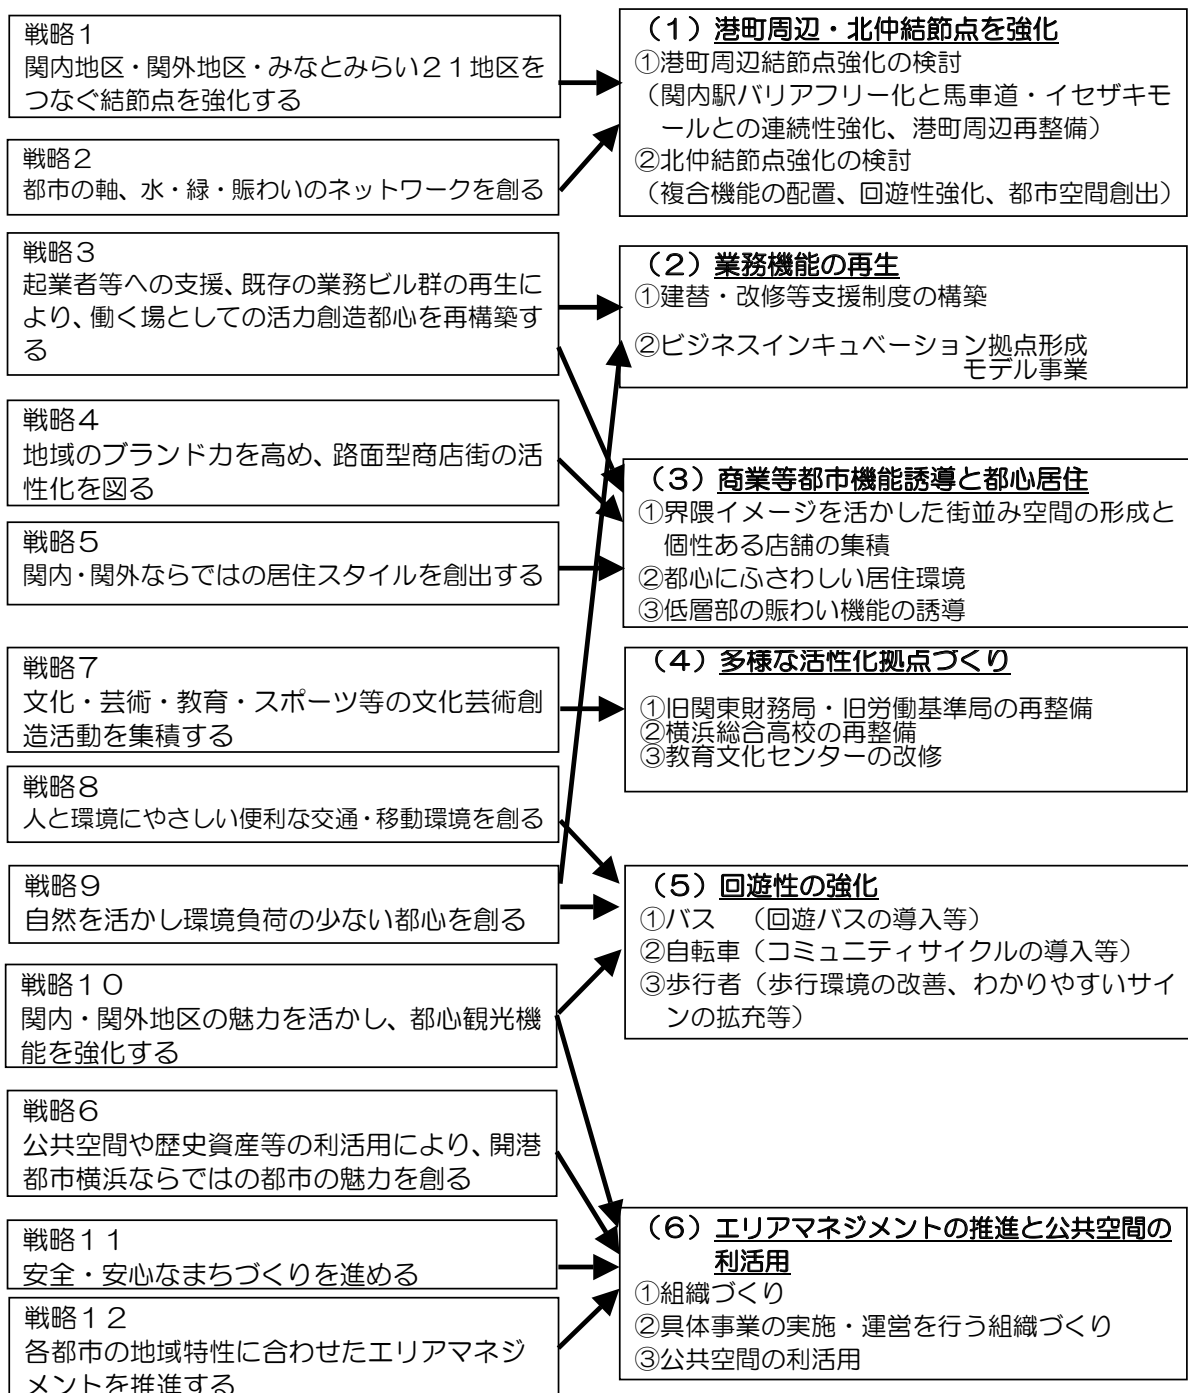 戦略１
関内地区・関外地区・みなとみらい２１地区を
つなぐ結節点を強化する
戦略２
都市の軸、水・緑・賑わいのネットワークを創る
戦略３
起業者等への支援、既存の業務ビル群の再生に
より、働く場としての活力創造都心を再構築す
る
戦略４
地域のブランド力を高め、路面型商店街の活
性化を図る
戦略５
関内・関外ならではの居住スタイルを創出する
戦略７
文化・芸術・教育・スポーツ等の文化芸術創
造活動を集積する
戦略８
人と環境にやさしい便利な交通・移動環境を創る
戦略９
自然を活かし環境負荷の少ない都心を創る
戦略１０
関内・関外地区の魅力を活かし、都心観光機
能を強化する
戦略６
公共空間や歴史資産等の利活用により、開港
都市横浜ならではの都市の魅力を創る
戦略１１
安全・安心なまちづくりを進める
戦略１２
各都市の地域特性に合わせたエリアマネジ
メントを推進する
（１）港町周辺・北仲結節点を強化
①港町周辺結節点強化の検討
（関内駅バリアフリー化と馬車道・イセザキモ
ールとの連続性強化、港町周辺再整備）
②北仲結節点強化の検討
（複合機能の配置、回遊性強化、都市空間創出）
（２）業務機能の再生
①建替・改修等支援制度の構築
②ビジネスインキュベーション拠点形成
モデル事業
（３）商業等都市機能誘導と都心居住
①界隈イメージを活かした街並み空間の形成と
個性ある店舗の集積
②都心にふさわしい居住環境
③低層部の賑わい機能の誘導
（４）多様な活性化拠点づくり
①旧関東財務局・旧労働基準局の再整備
②横浜総合高校の再整備
③教育文化センターの改修
（５）回遊性の強化
①バス　（回遊バスの導入等）
②自転車（コミュニティサイクルの導入等）
③歩行者（歩行環境の改善、わかりやすいサイ
ンの拡充等）
（６）エリアマネジメントの推進と公共空間の
利活用
①組織づくり
②具体事業の実施・運営を行う組織づくり
③公共空間の利活用